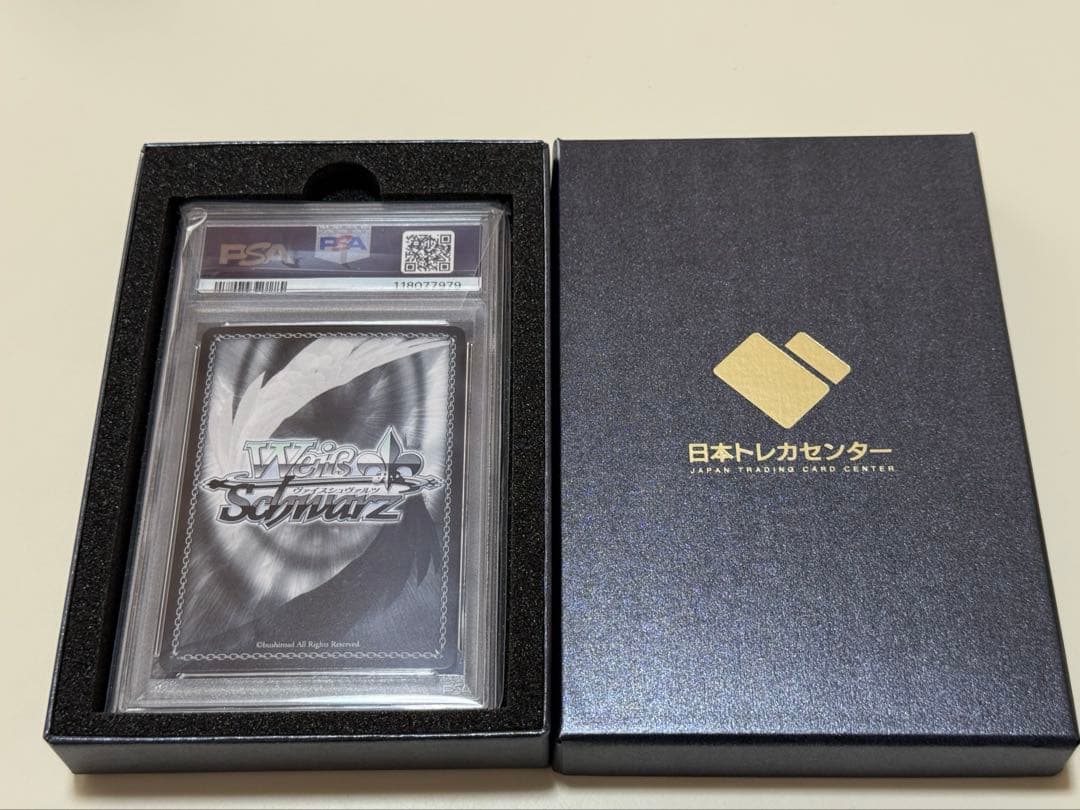 PSA
PSA
118077979
Weiß
ヴァイスシュヴァルツ
Schwarz
©bushiroad All Rights Reserved.
日本トレカセンター
JAPAN TRADING CARD CENTER